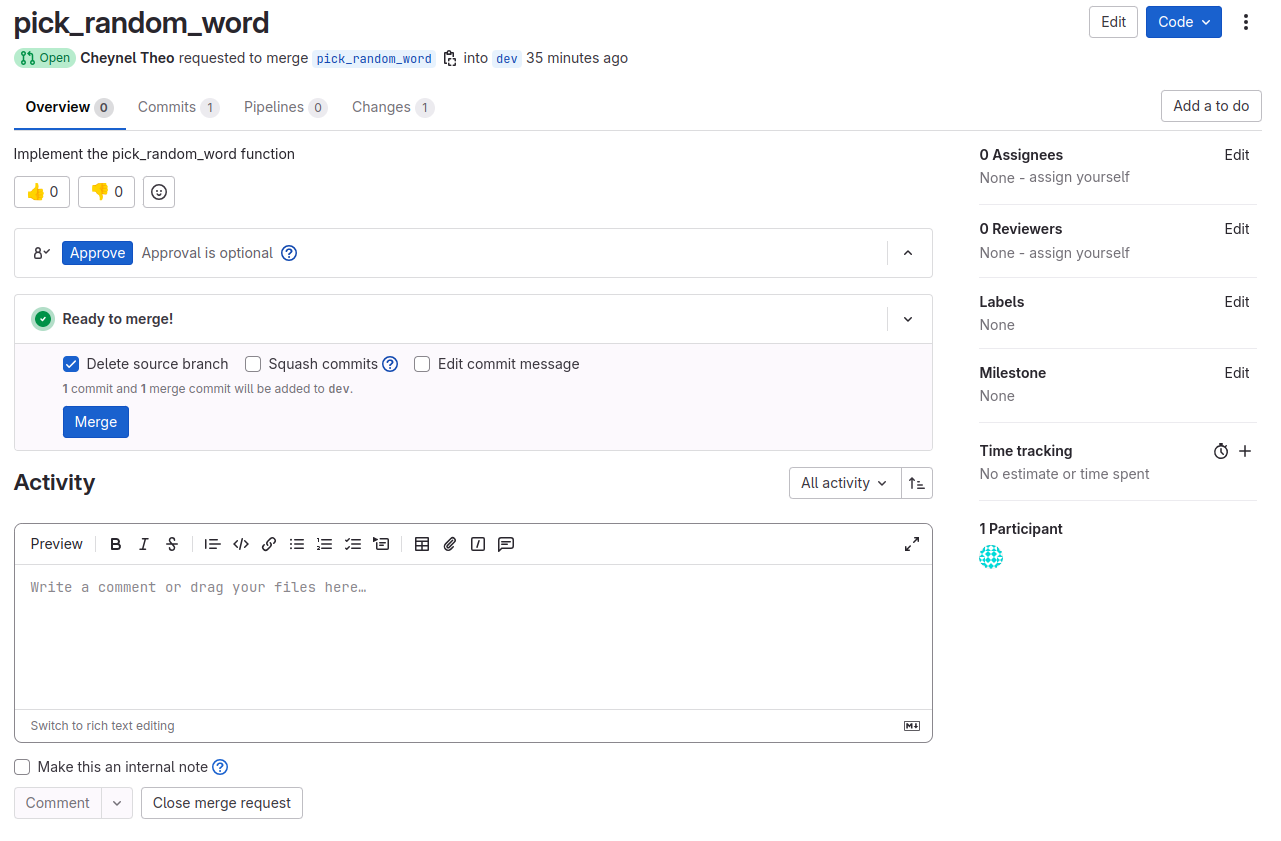 pick_random_word
Edit
Code
Open Cheynel Theo requested to merge pick_random_word into dev 35 minutes ago
Overview 0 Commits 1 Pipelines 0 Changes 1
Add a to do
Implement the pick_random_word function
👍 0 👎 0
Approve Approval is optional ?
Ready to merge!
Delete source branch Squash commits ? Edit commit message
1 commit and 1 merge commit will be added to dev.
Merge
Activity
All activity
Preview B I S
Write a comment or drag your files here…
Switch to rich text editing
Make this an internal note ?
Comment Close merge request
0 Assignees Edit
None - assign yourself
0 Reviewers Edit
None - assign yourself
Labels Edit
None
Milestone Edit
None
Time tracking
No estimate or time spent
1 Participant